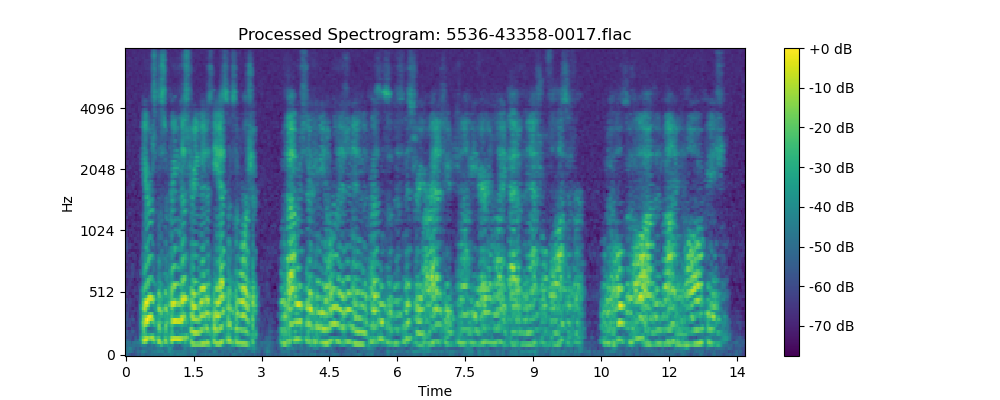 Processed Spectrogram: 5536-43358-0017.flac
+0 dB
4096
-10 dB
-20 dB
2048
-30 dB
Hz
1024
-40 dB
-50 dB
512
-60 dB
-70 dB
0
0 1.5 3 4.5 6 7.5 9 10 12 14
Time